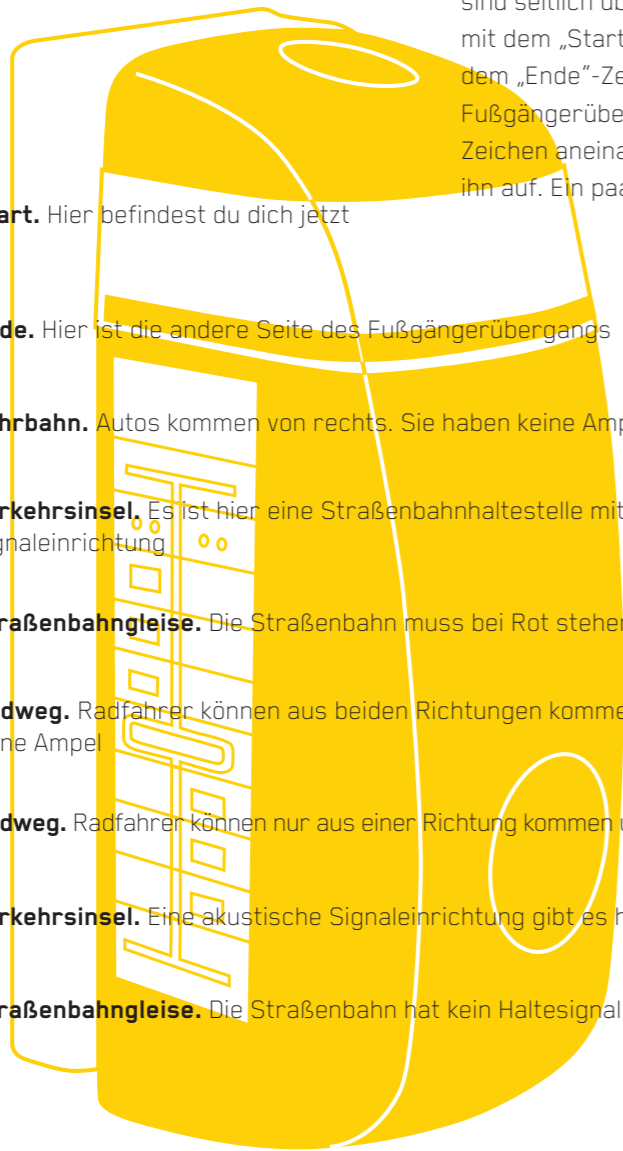 sind seitlich üb
mit dem „Start
dem „Ende“-Ze
Fußgängerübe
Zeichen aneina
ihn auf. Ein paa
art. Hier befindest du dich jetzt
de. Hier ist die andere Seite des Fußgängerübergangs
hrbahn. Autos kommen von rechts. Sie haben keine Amp
rkehrsinsel. Es ist hier eine Straßenbahnhaltestelle mit
gnaleinrichtung
raßenbahngleise. Die Straßenbahn muss bei Rot stehen
dweg. Radfahrer können aus beiden Richtungen komme
ine Ampel
dweg. Radfahrer können nur aus einer Richtung kommen u
rkehrsinsel. Eine akustische Signaleinrichtung gibt es h
raßenbahngleise. Die Straßenbahn hat kein Haltesignal